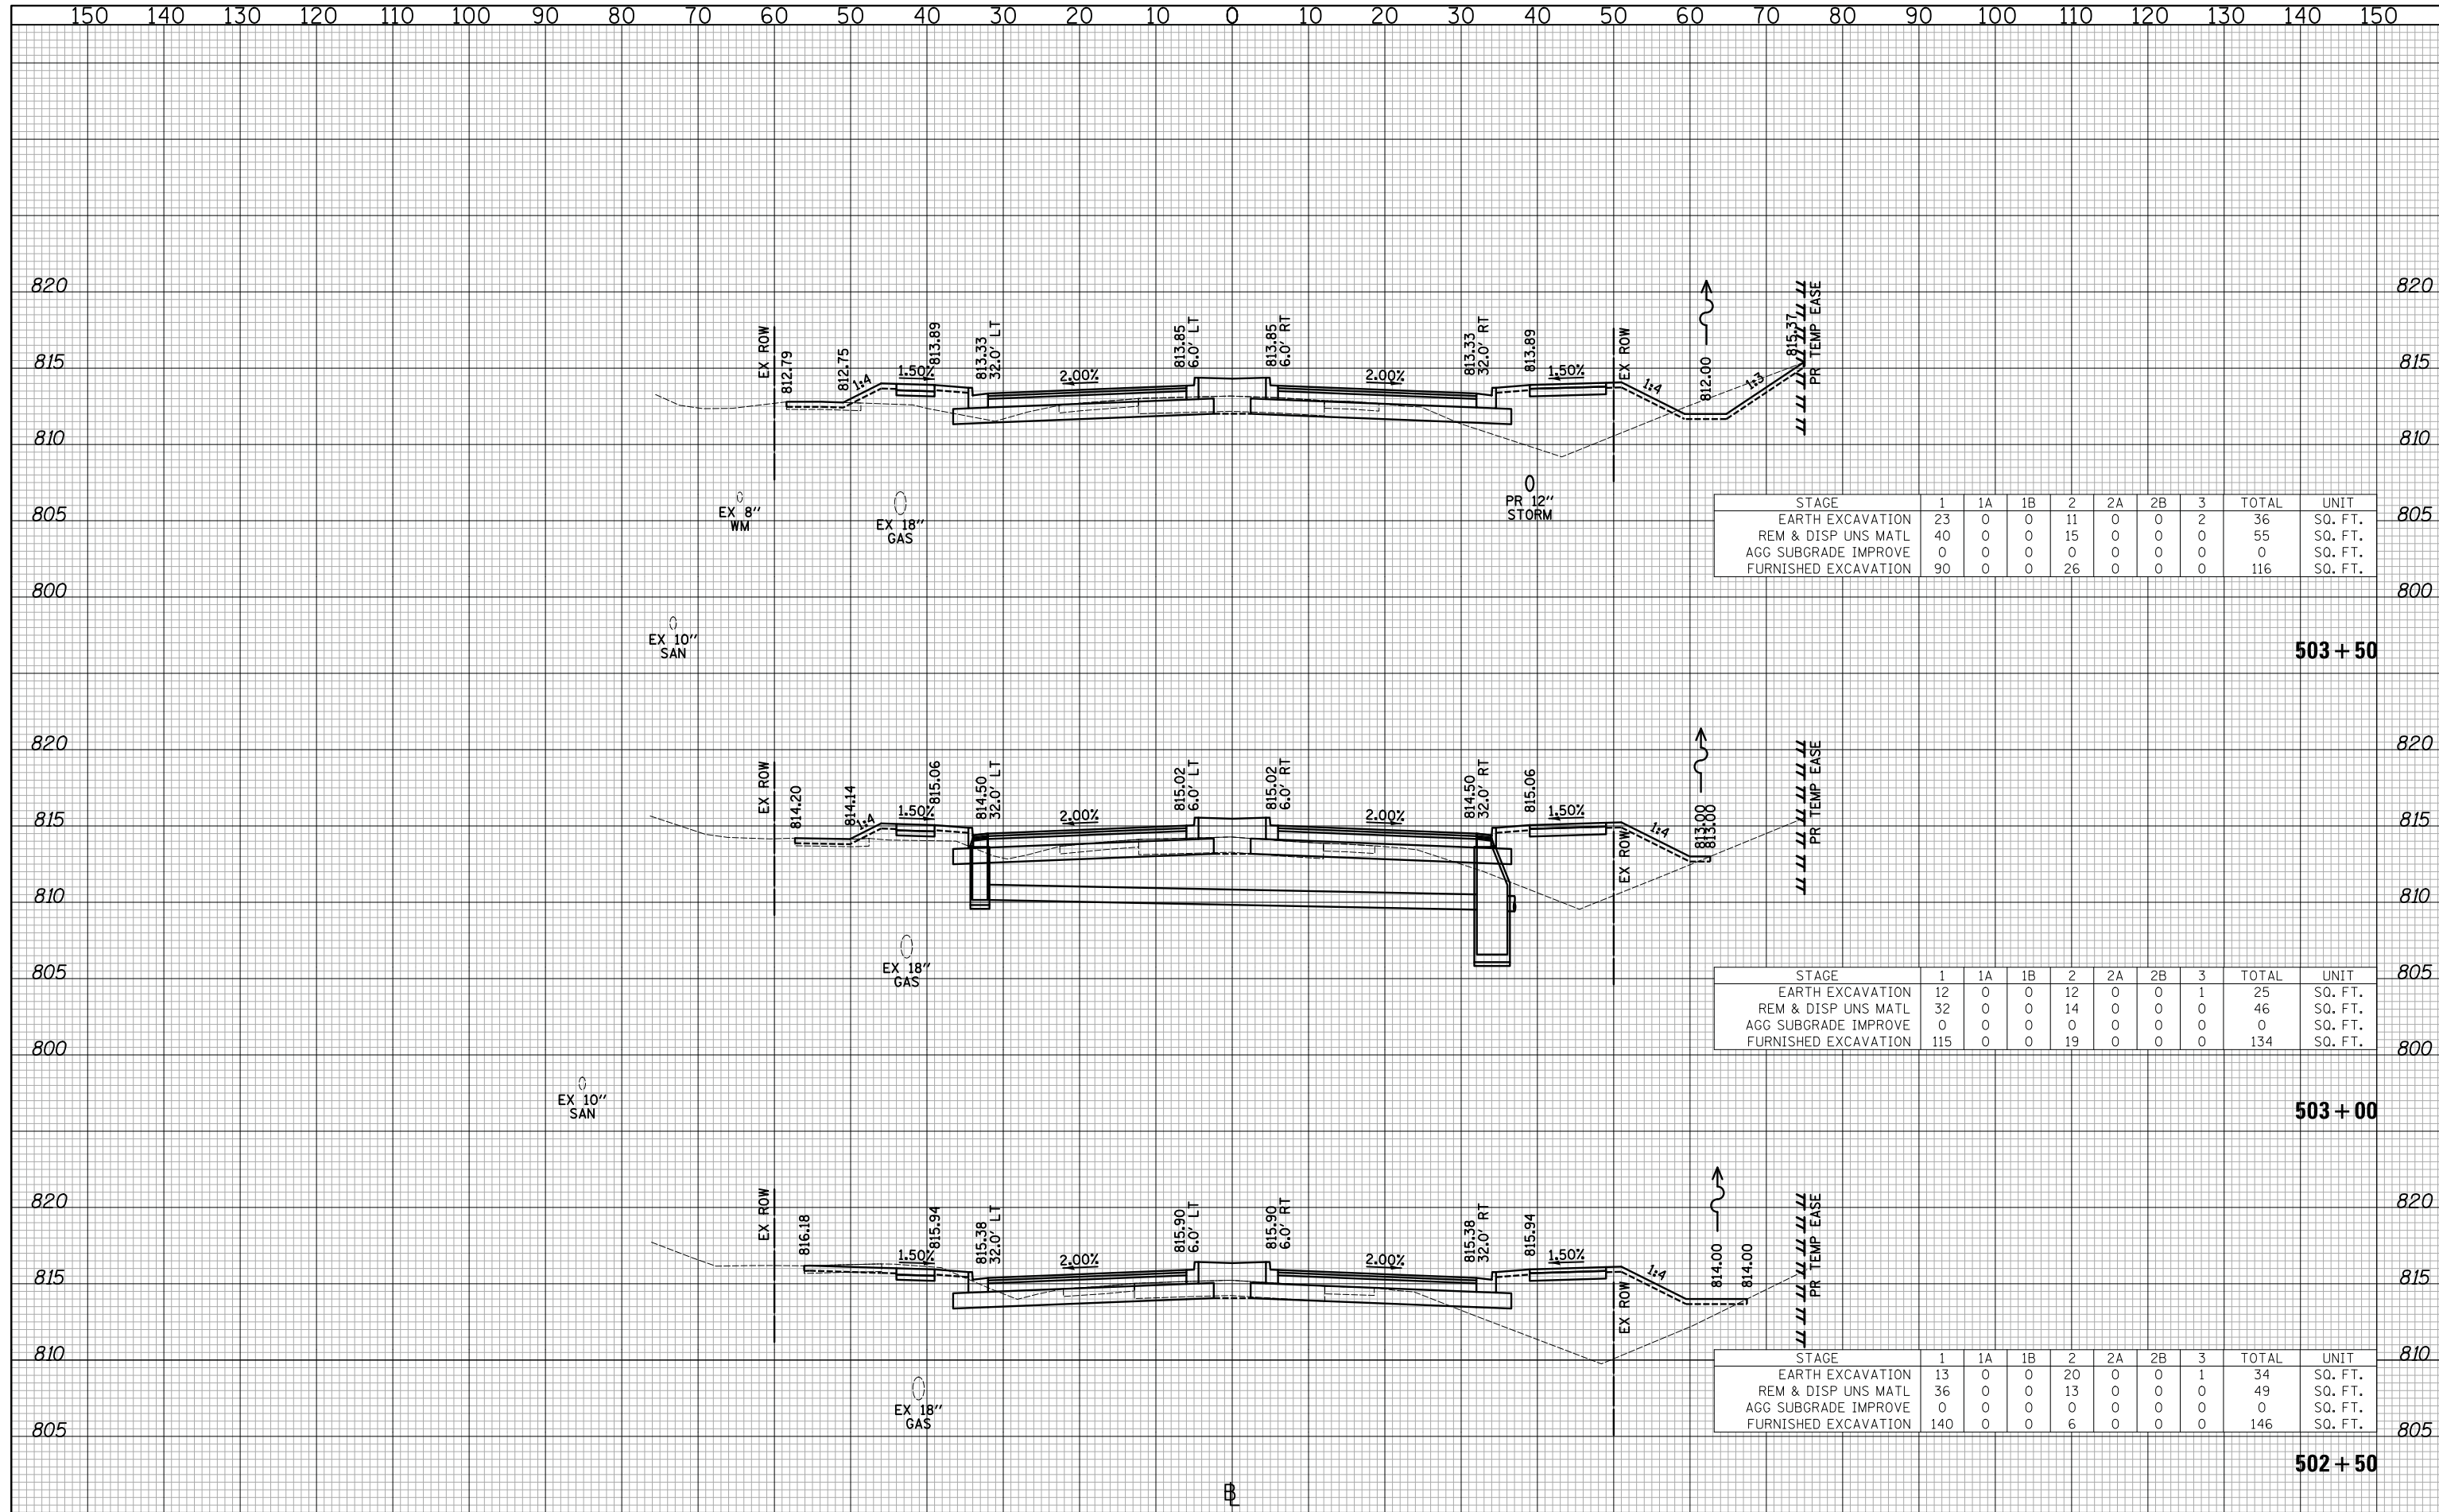 150 140 130 120 110 100 90 80 70 60 50 40 30 20 10 0 10 20 30 40 50 60 70 80 90 100 110 120 130 140 150
820 820
EX ROW
812.79
812.75
1:4
1.50%
813.89
813.33
32.0' LT
2.00%
813.85
6.0' LT
813.85
6.0' RT
2.00%
813.33
32.0' RT
813.89
1.50%
EX ROW
1:4
812.00
1:3
815.37
PR TEMP EASE
815 815
810 810
EX 8"
WM
EX 18"
GAS
PR 12"
STORM
805 805
STAGE 1 1A 1B 2 2A 2B 3 TOTAL UNIT
EARTH EXCAVATION 23 0 0 11 0 0 2 36 SQ. FT.
REM & DISP UNS MATL 40 0 0 15 0 0 0 55 SQ. FT.
AGG SUBGRADE IMPROVE 0 0 0 0 0 0 0 0 SQ. FT.
FURNISHED EXCAVATION 90 0 0 26 0 0 0 116 SQ. FT.
800 800
EX 10"
SAN
503+50
820 820
EX ROW
814.20
814.14
1:4
1.50%
815.06
814.50
32.0' LT
2.00%
815.02
6.0' LT
815.02
6.0' RT
2.00%
814.50
32.0' RT
815.06
1.50%
EX ROW
1:4
813.00
813.00
PR TEMP EASE
815 815
810 810
EX 18"
GAS
805 805
STAGE 1 1A 1B 2 2A 2B 3 TOTAL UNIT
EARTH EXCAVATION 12 0 0 12 0 0 1 25 SQ. FT.
REM & DISP UNS MATL 32 0 0 14 0 0 0 46 SQ. FT.
AGG SUBGRADE IMPROVE 0 0 0 0 0 0 0 0 SQ. FT.
FURNISHED EXCAVATION 115 0 0 19 0 0 0 134 SQ. FT.
800 800
EX 10"
SAN
503+00
820 820
EX ROW
816.18
1.50%
815.94
815.38
32.0' LT
2.00%
815.90
6.0' LT
815.90
6.0' RT
2.00%
815.38
32.0' RT
815.94
1.50%
EX ROW
1:4
814.00
814.00
PR TEMP EASE
815 815
810 810
EX 18"
GAS
STAGE 1 1A 1B 2 2A 2B 3 TOTAL UNIT
EARTH EXCAVATION 13 0 0 20 0 0 1 34 SQ. FT.
REM & DISP UNS MATL 36 0 0 13 0 0 0 49 SQ. FT.
AGG SUBGRADE IMPROVE 0 0 0 0 0 0 0 0 SQ. FT.
FURNISHED EXCAVATION 140 0 0 6 0 0 0 146 SQ. FT.
805 805
502+50
BL